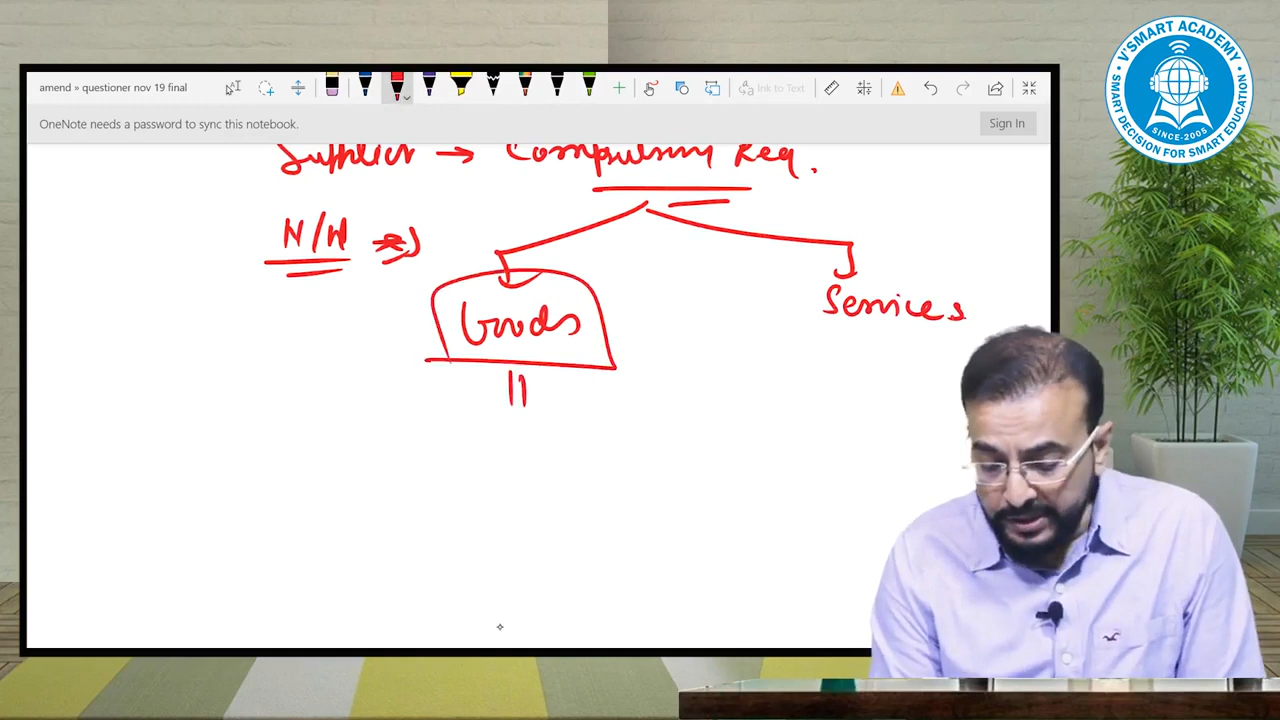 amend » questioner nov 19 final
Ink to Text
OneNote needs a password to sync this notebook.
Sign In
Supplier → Compulsory Reg.
N/N ⇒
Goods
Services
V'SMART ACADEMY
SINCE-2005
SMART DECISION FOR SMART EDUCATION